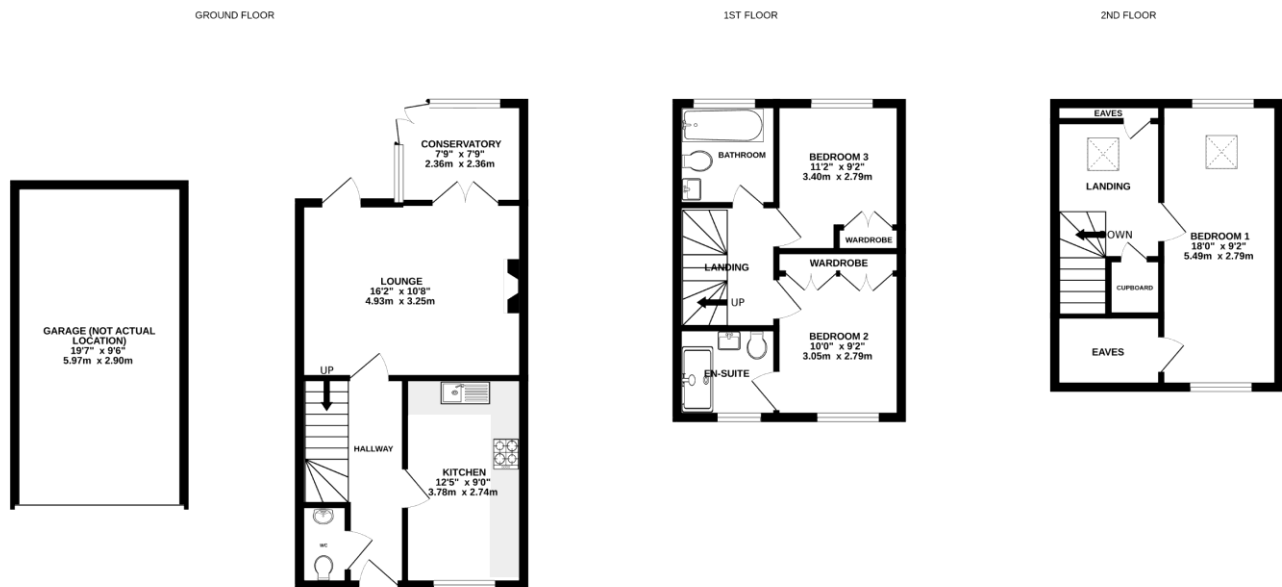 GROUND FLOOR
1ST FLOOR
2ND FLOOR
GARAGE (NOT ACTUAL
LOCATION)
19'7" x 9'6"
5.97m x 2.90m
CONSERVATORY
7'9" x 7'9"
2.36m x 2.36m
LOUNGE
16'2" x 10'8"
4.93m x 3.25m
UP
HALLWAY
KITCHEN
12'5" x 9'0"
3.78m x 2.74m
WC
BATHROOM
BEDROOM 3
11'2" x 9'2"
3.40m x 2.79m
WARDROBE
WARDROBE
LANDING
UP
BEDROOM 2
10'0" x 9'2"
3.05m x 2.79m
EN-SUITE
EAVES
LANDING
DOWN
BEDROOM 1
18'0" x 9'2"
5.49m x 2.79m
CUPBOARD
EAVES